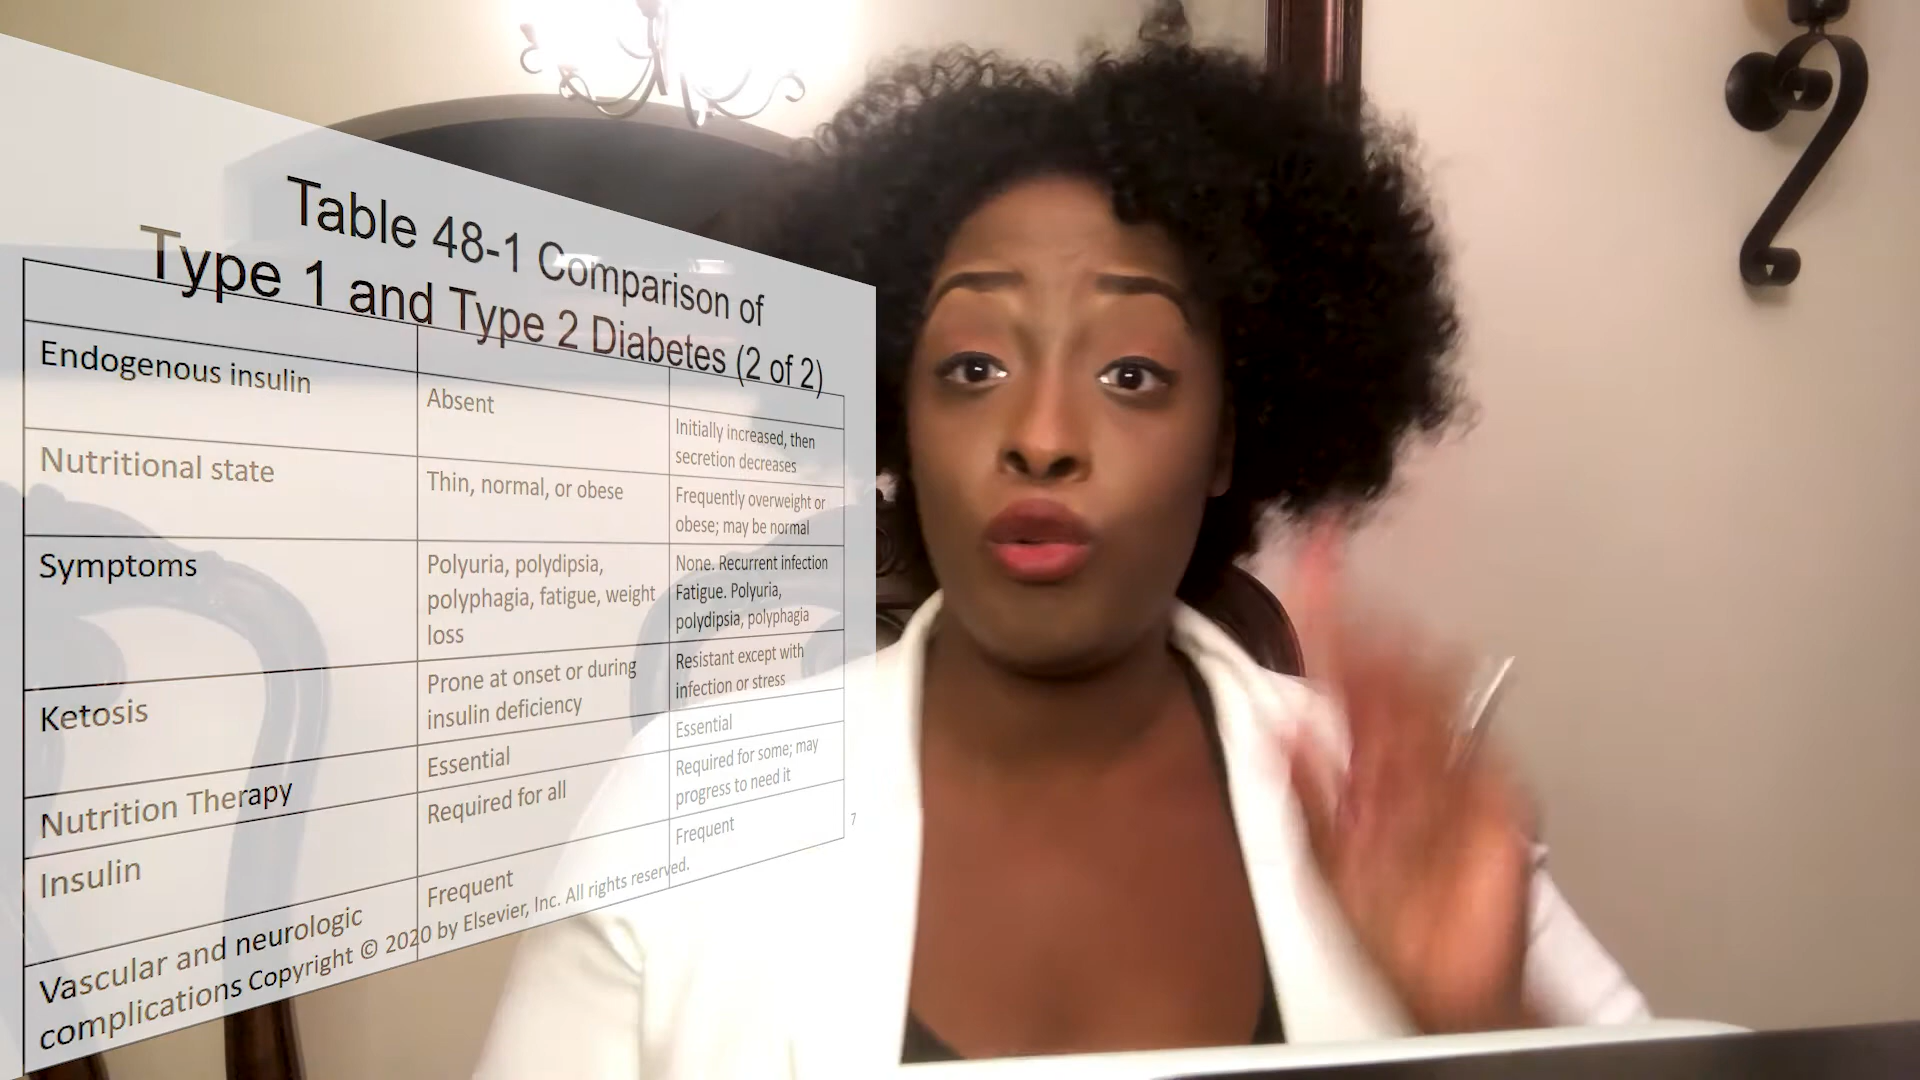 Table 48-1 Comparison of
Type 1 and Type 2 Diabetes (2 of 2)
Endogenous insulin
Absent
Initially increased, then
secretion decreases
Nutritional state
Thin, normal, or obese
Frequently overweight or
obese; may be normal
Symptoms
Polyuria, polydipsia,
polyphagia, fatigue, weight
loss
None. Recurrent infection
Fatigue. Polyuria,
polydipsia, polyphagia
Ketosis
Prone at onset or during
insulin deficiency
Resistant except with
infection or stress
Nutrition Therapy
Essential
Essential
Insulin
Required for all
Required for some; may
progress to need it
Vascular and neurologic
complications
Frequent
Frequent
Copyright © 2020 by Elsevier, Inc. All rights reserved.
7